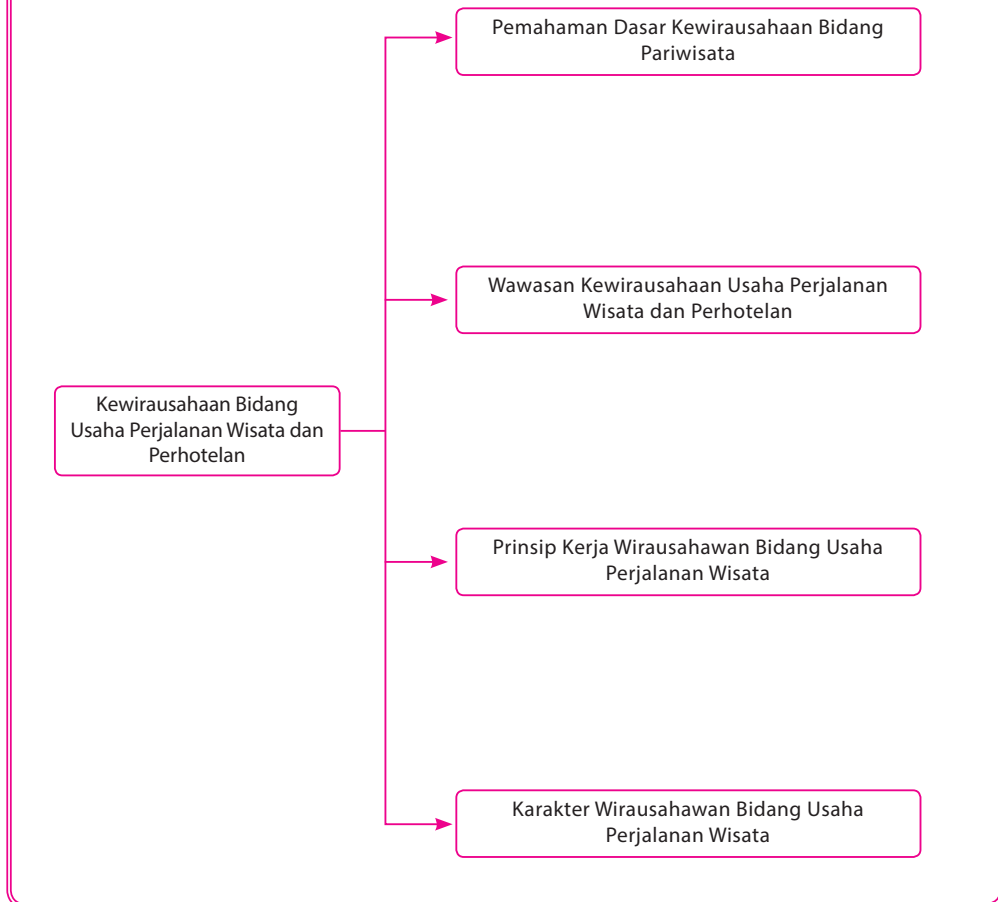 Pemahaman Dasar Kewirausahaan Bidang
Pariwisata
Wawasan Kewirausahaan Usaha Perjalanan
Wisata dan Perhotelan
Kewirausahaan Bidang
Usaha Perjalanan Wisata dan
Perhotelan
Prinsip Kerja Wirausahawan Bidang Usaha
Perjalanan Wisata
Karakter Wirausahawan Bidang Usaha
Perjalanan Wisata